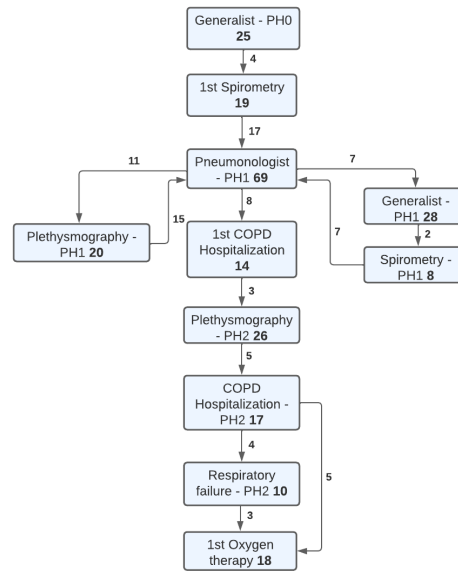 Generalist - PH0
25
4
1st Spirometry
19
17
11
Pneumonologist
- PH1 69
7
8
15
7
Plethysmography -
PH1 20
1st COPD
Hospitalization
14
Generalist -
PH1 28
2
Spirometry -
PH1 8
3
Plethysmography
- PH2 26
5
COPD
Hospitalization -
PH2 17
4
5
Respiratory
failure - PH2 10
3
1st Oxygen
therapy 18